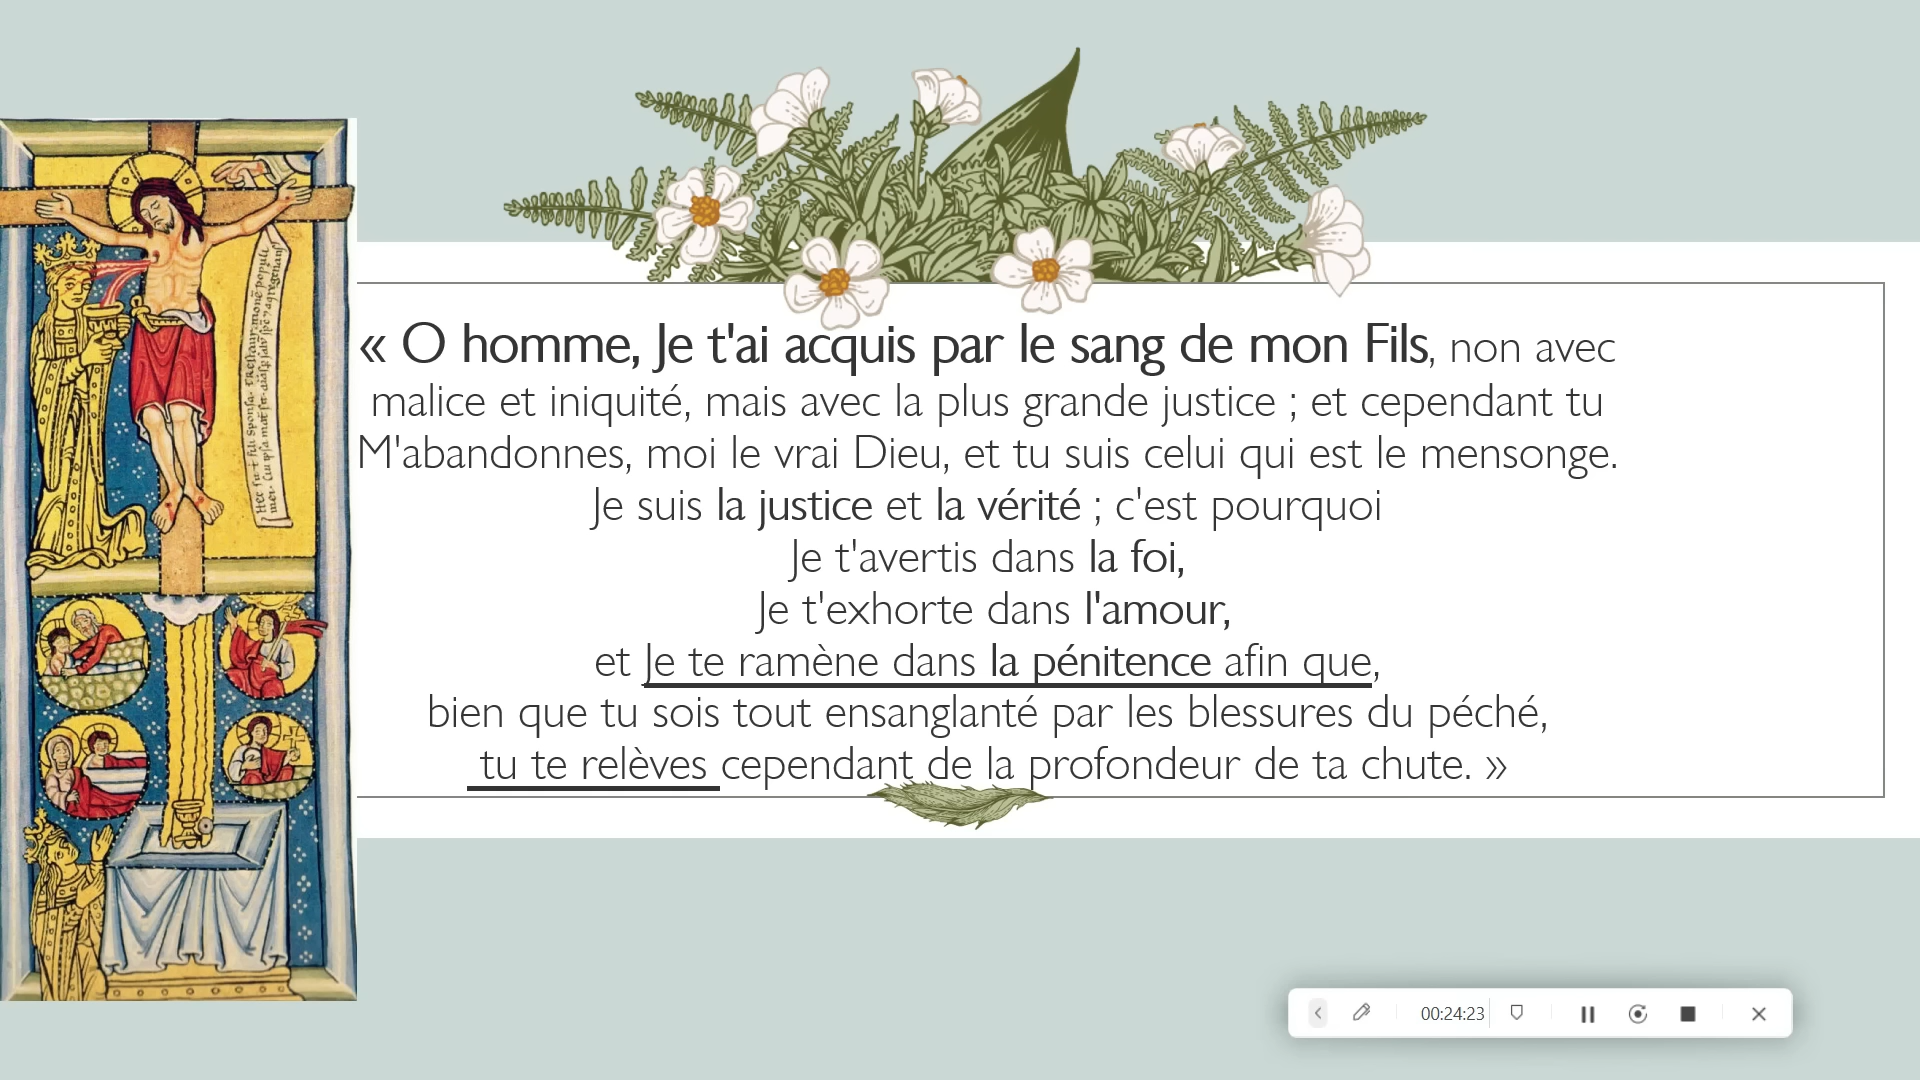 « O homme, Je t'ai acquis par le sang de mon Fils, non avec
malice et iniquité, mais avec la plus grande justice ; et cependant tu
M'abandonnes, moi le vrai Dieu, et tu suis celui qui est le mensonge.
Je suis la justice et la vérité ; c'est pourquoi
Je t'avertis dans la foi,
Je t'exhorte dans l'amour,
et Je te ramène dans la pénitence afin que,
bien que tu sois tout ensanglanté par les blessures du péché,
tu te relèves cependant de la profondeur de ta chute. »
00:24:23